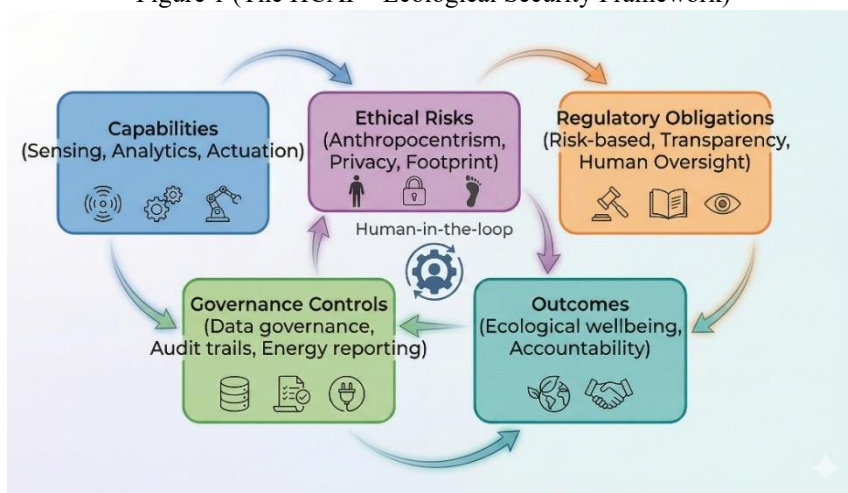 Capabilities
(Sensing, Analytics, Actuation)
Ethical Risks
(Anthropocentrism,
Privacy, Footprint)
Regulatory Obligations
(Risk-based, Transparency,
Human Oversight)
Human-in-the-loop
Governance Controls
(Data governance,
Audit trails, Energy reporting)
Outcomes
(Ecological wellbeing,
Accountability)